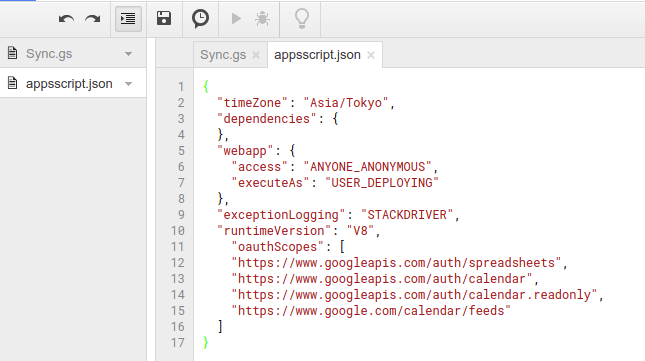 Sync.gs
appsscript.json
Sync.gs ×
appsscript.json ×
1 {
2 "timeZone": "Asia/Tokyo",
3 "dependencies": {
4 },
5 "webapp": {
6 "access": "ANYONE_ANONYMOUS",
7 "executeAs": "USER_DEPLOYING"
8 },
9 "exceptionLogging": "STACKDRIVER",
10 "runtimeVersion": "V8",
11 "oauthScopes": [
12 "https://www.googleapis.com/auth/spreadsheets",
13 "https://www.googleapis.com/auth/calendar",
14 "https://www.googleapis.com/auth/calendar.readonly",
15 "https://www.google.com/calendar/feeds"
16 ]
17 }